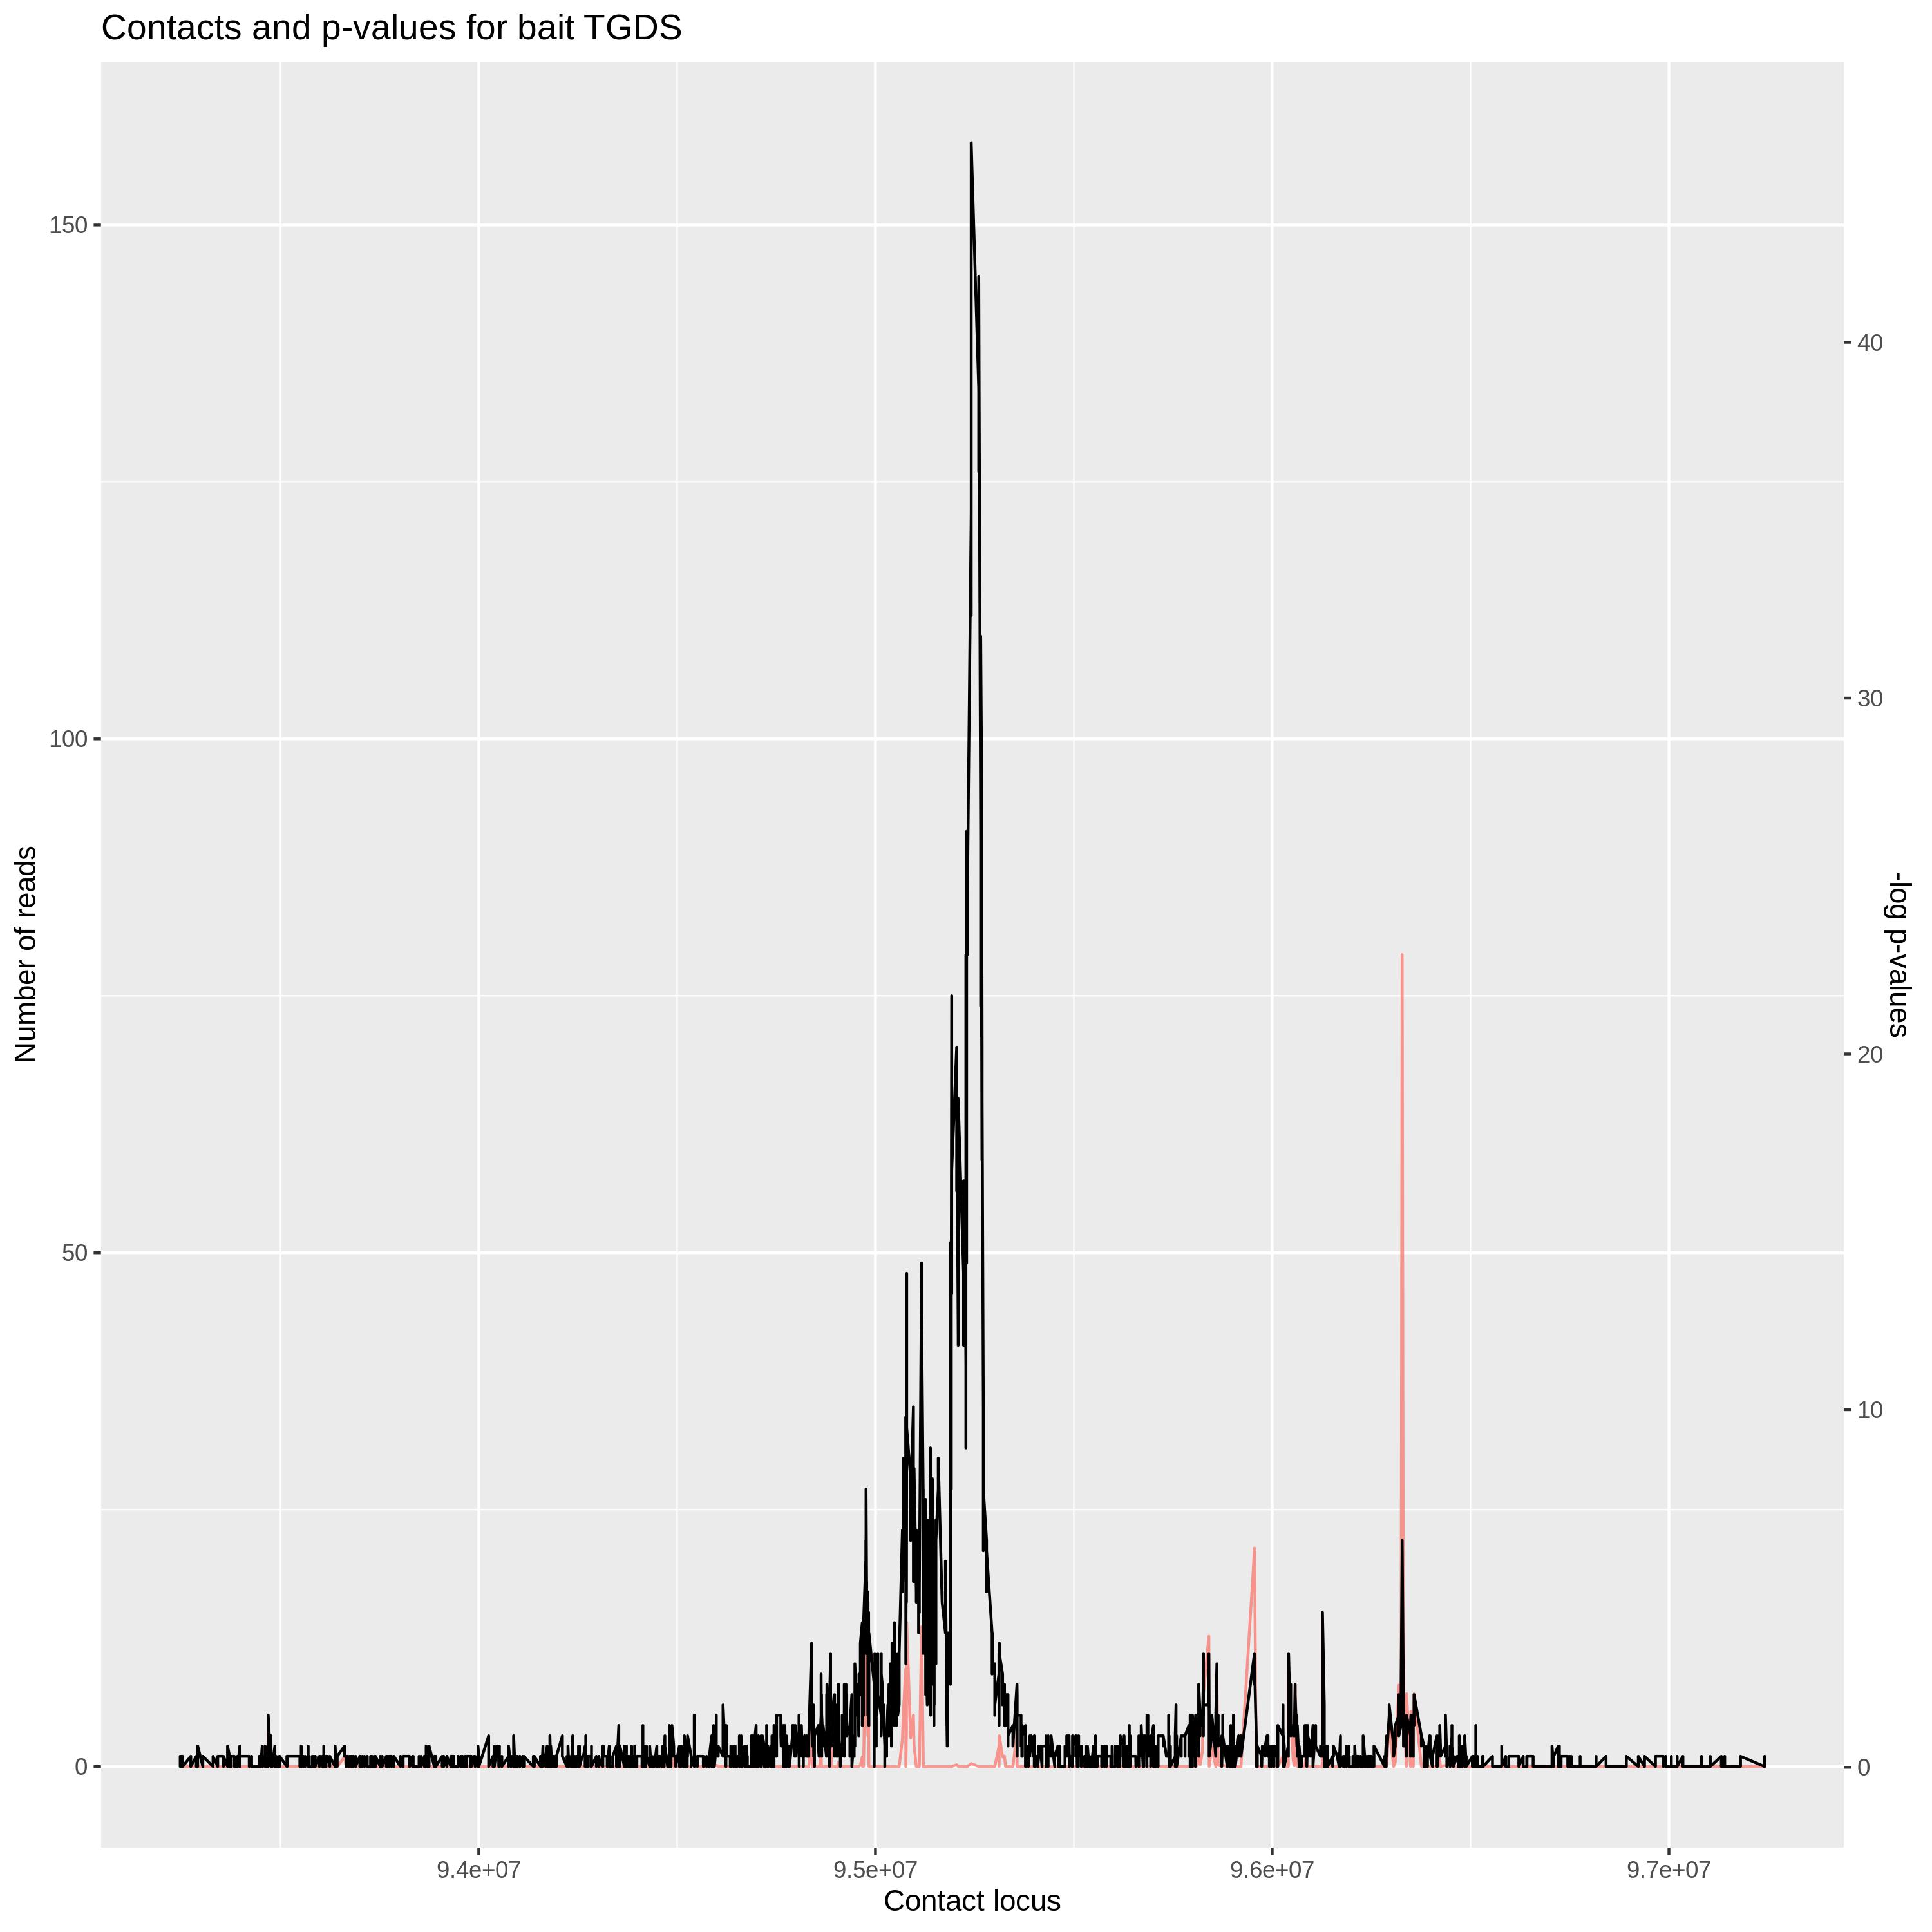 Contacts and p-values for bait TGDS
150
100
50
0
Number of reads
40
30
20
10
0
-log p-values
9.4e+07
9.5e+07
9.6e+07
9.7e+07
Contact locus